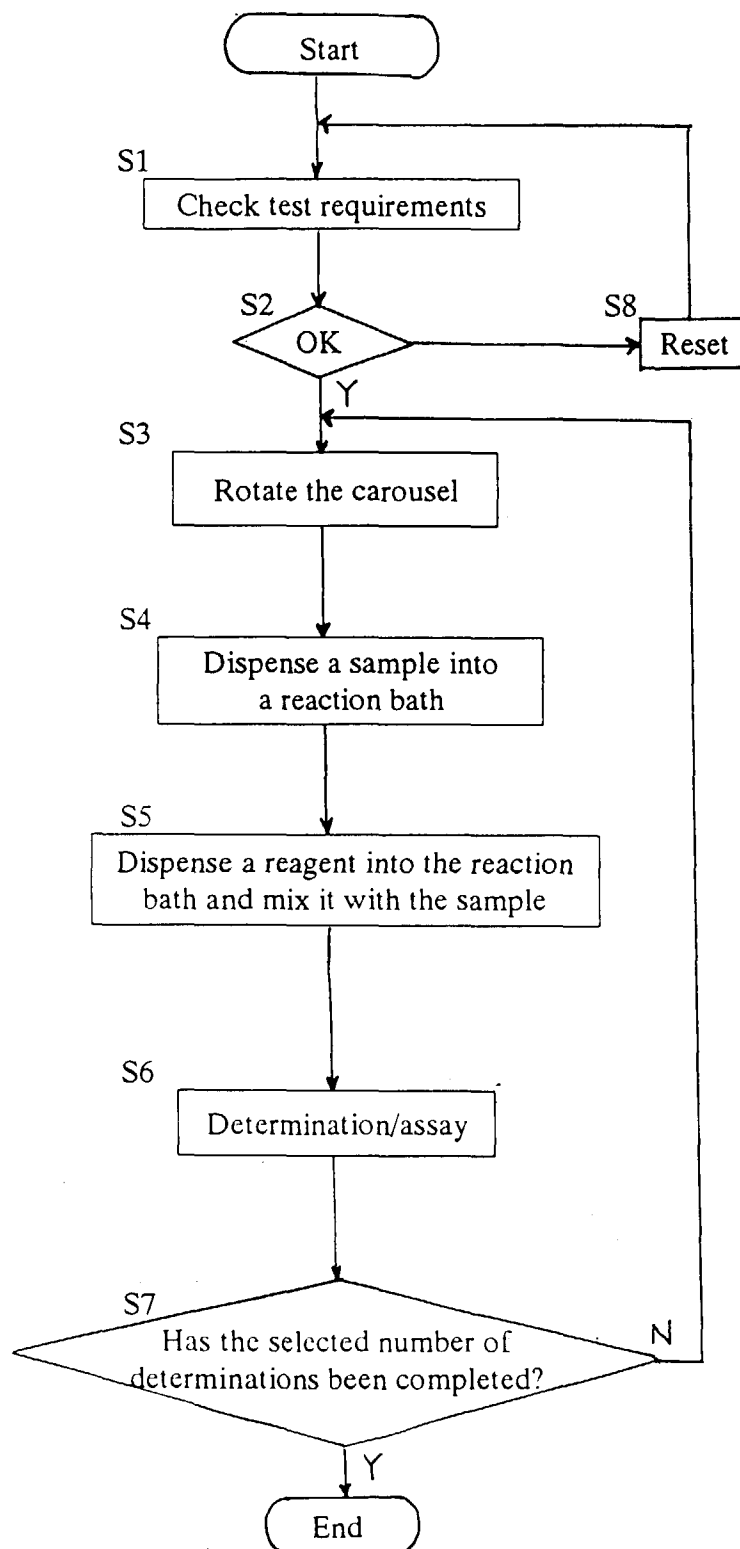 Start
S1
Check test requirements
S2
OK
S8
Reset
Y
S3
Rotate the carousel
S4
Dispense a sample into
a reaction bath
S5
Dispense a reagent into the reaction
bath and mix it with the sample
S6
Determination/assay
S7
Has the selected number of
determinations been completed?
N
Y
End